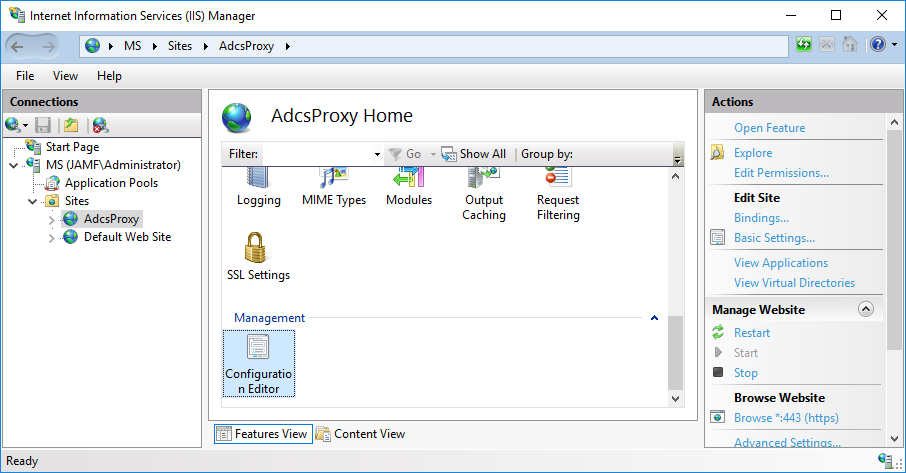 Internet Information Services (IIS) Manager
MS
Sites
AdcsProxy
File
View
Help
Connections
Start Page
MS (JAMF\Administrator)
Application Pools
Sites
AdcsProxy
Default Web Site
AdcsProxy Home
Filter:
Go
Show All
Group by:
Logging
MIME Types
Modules
Output
Caching
Request
Filtering
SSL Settings
Management
Configuratio
n Editor
Features View
Content View
Actions
Open Feature
Explore
Edit Permissions...
Edit Site
Bindings...
Basic Settings...
View Applications
View Virtual Directories
Manage Website
Restart
Start
Stop
Browse Website
Browse *:443 (https)
Advanced Settings...
Ready